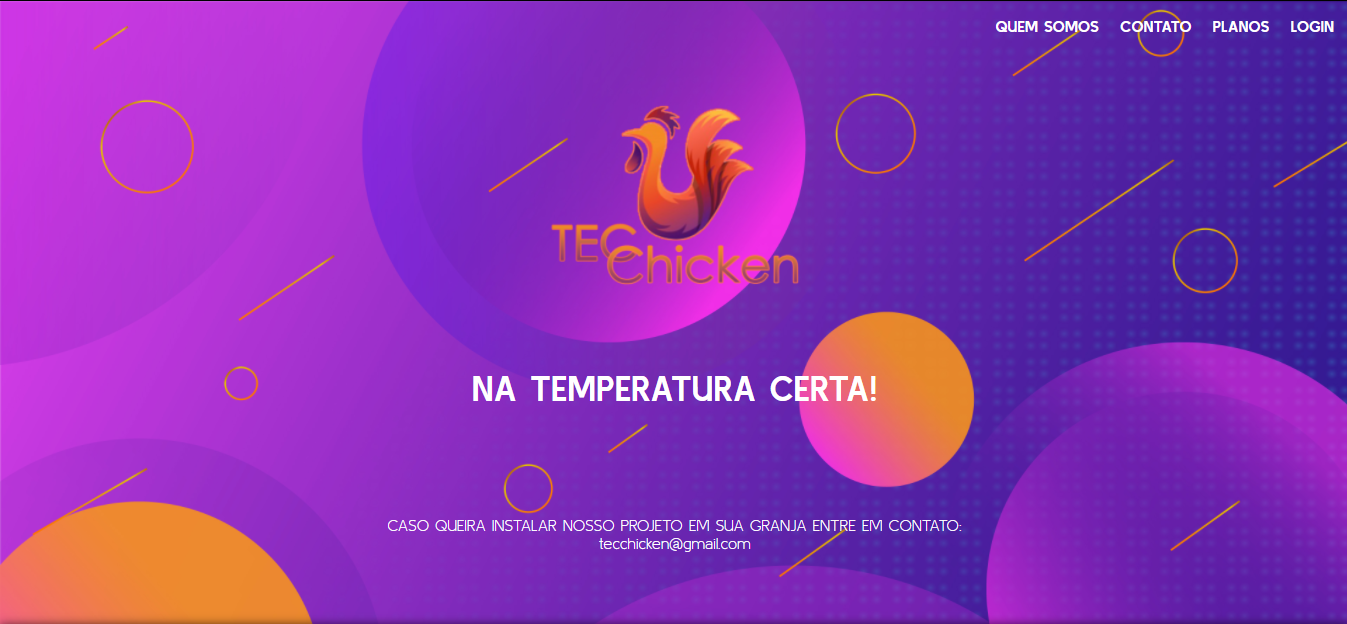 QUEM SOMOS CONTATO PLANOS LOGIN
TEC
Chicken
NA TEMPERATURA CERTA!
CASO QUEIRA INSTALAR NOSSO PROJETO EM SUA GRANJA ENTRE EM CONTATO:
tecchicken@gmail.com